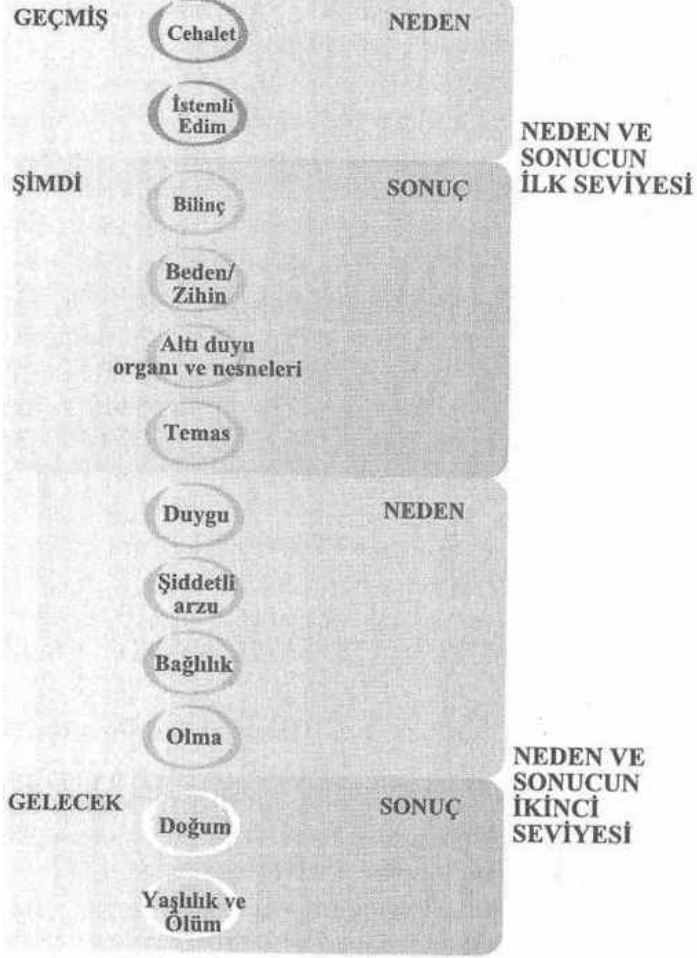 GEÇMİŞ
Cehalet
NEDEN
İstemli
Edim
NEDEN VE
SONUCUN
İLK SEVİYESİ
ŞİMDİ
Bilinç
SONUÇ
Beden/
Zihin
Altı duyu
organı ve nesneleri
Temas
Duygu
NEDEN
Şiddetli
arzu
Bağlılık
Olma
NEDEN VE
SONUCUN
İKİNCİ
SEVİYESİ
GELECEK
Doğum
SONUÇ
Yaşlılık ve
Ölüm